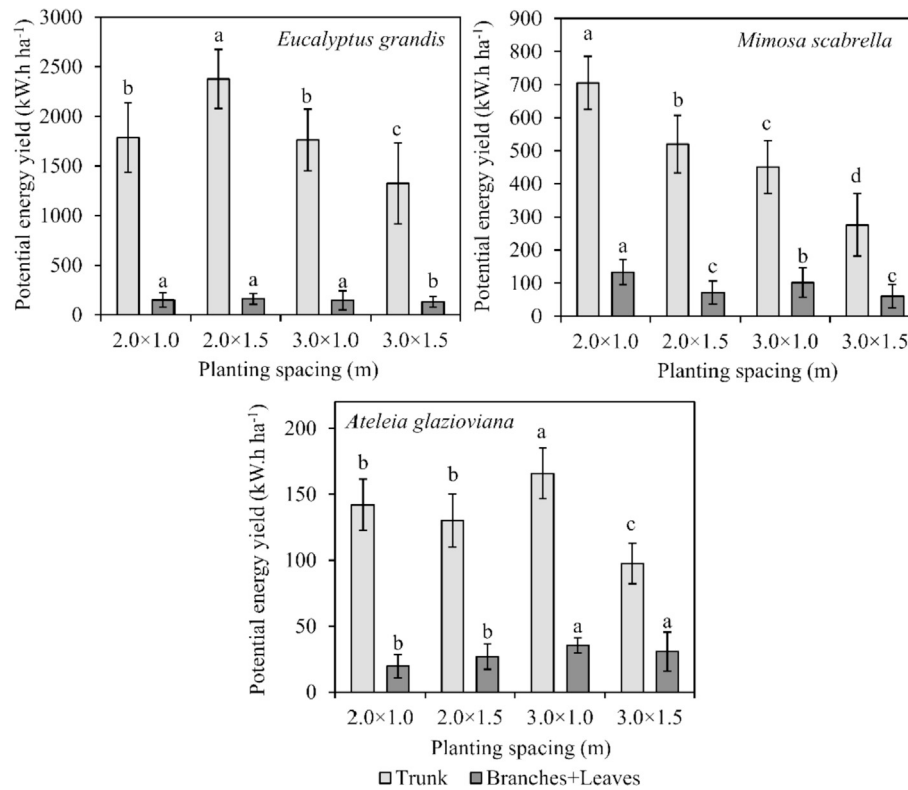 Eucalyptus grandis
Potential energy yield (kW.h ha⁻¹)
3000
2500
2000
1500
1000
500
0
b
a
b
c
a
a
a
b
2.0×1.0 2.0×1.5 3.0×1.0 3.0×1.5
Planting spacing (m)
Mimosa scabrella
Potential energy yield (kW.h ha⁻¹)
900
800
700
600
500
400
300
200
100
0
a
b
c
d
a
c
b
c
2.0×1.0 2.0×1.5 3.0×1.0 3.0×1.5
Planting spacing (m)
Ateleia glazioviana
Potential energy yield (kW.h ha⁻¹)
200
150
100
50
0
b
b
a
c
b
b
a
a
2.0×1.0 2.0×1.5 3.0×1.0 3.0×1.5
Planting spacing (m)
Trunk Branches+Leaves